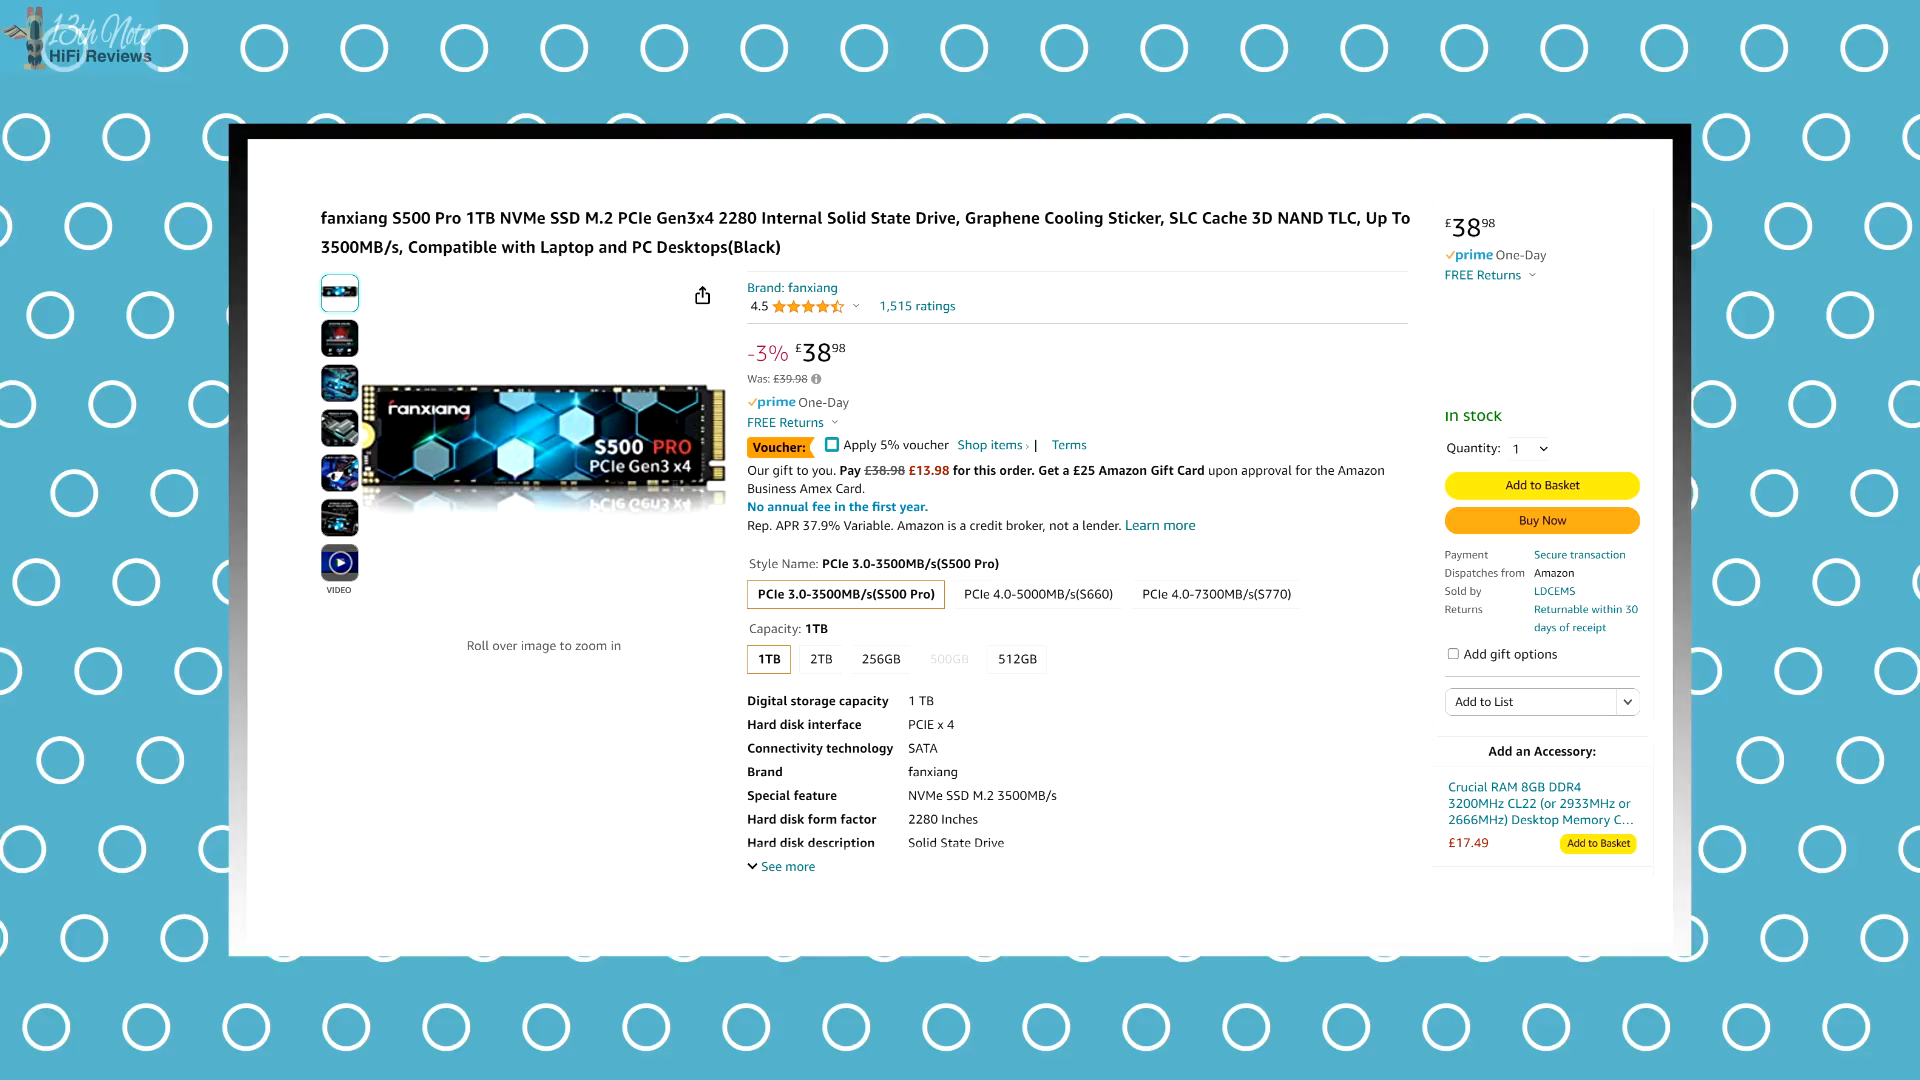 13th Note
HiFi Reviews
fanxiang S500 Pro 1TB NVMe SSD M.2 PCIe Gen3x4 2280 Internal Solid State Drive, Graphene Cooling Sticker, SLC Cache 3D NAND TLC, Up To
3500MB/s, Compatible with Laptop and PC Desktops(Black)
fanxiang
S500 PRO
PCIe Gen3 x4
VIDEO
Roll over image to zoom in
Brand: fanxiang
4.5 1,515 ratings
-3% £3898
Was: £39.98
prime One-Day
FREE Returns
Voucher: Apply 5% voucher Shop items › | Terms
Our gift to you. Pay £38.98 £13.98 for this order. Get a £25 Amazon Gift Card upon approval for the Amazon
Business Amex Card.
No annual fee in the first year.
Rep. APR 37.9% Variable. Amazon is a credit broker, not a lender. Learn more
Style Name: PCIe 3.0-3500MB/s(S500 Pro)
PCIe 3.0-3500MB/s(S500 Pro) PCIe 4.0-5000MB/s(S660) PCIe 4.0-7300MB/s(S770)
Capacity: 1TB
1TB 2TB 256GB 500GB 512GB
Digital storage capacity 1 TB
Hard disk interface PCIE x 4
Connectivity technology SATA
Brand fanxiang
Special feature NVMe SSD M.2 3500MB/s
Hard disk form factor 2280 Inches
Hard disk description Solid State Drive
See more
£3898
prime One-Day
FREE Returns
In stock
Quantity: 1
Add to Basket
Buy Now
Payment Secure transaction
Dispatches from Amazon
Sold by LDCEMS
Returns Returnable within 30
days of receipt
Add gift options
Add to List
Add an Accessory:
Crucial RAM 8GB DDR4
3200MHz CL22 (or 2933MHz or
2666MHz) Desktop Memory C...
£17.49 Add to Basket